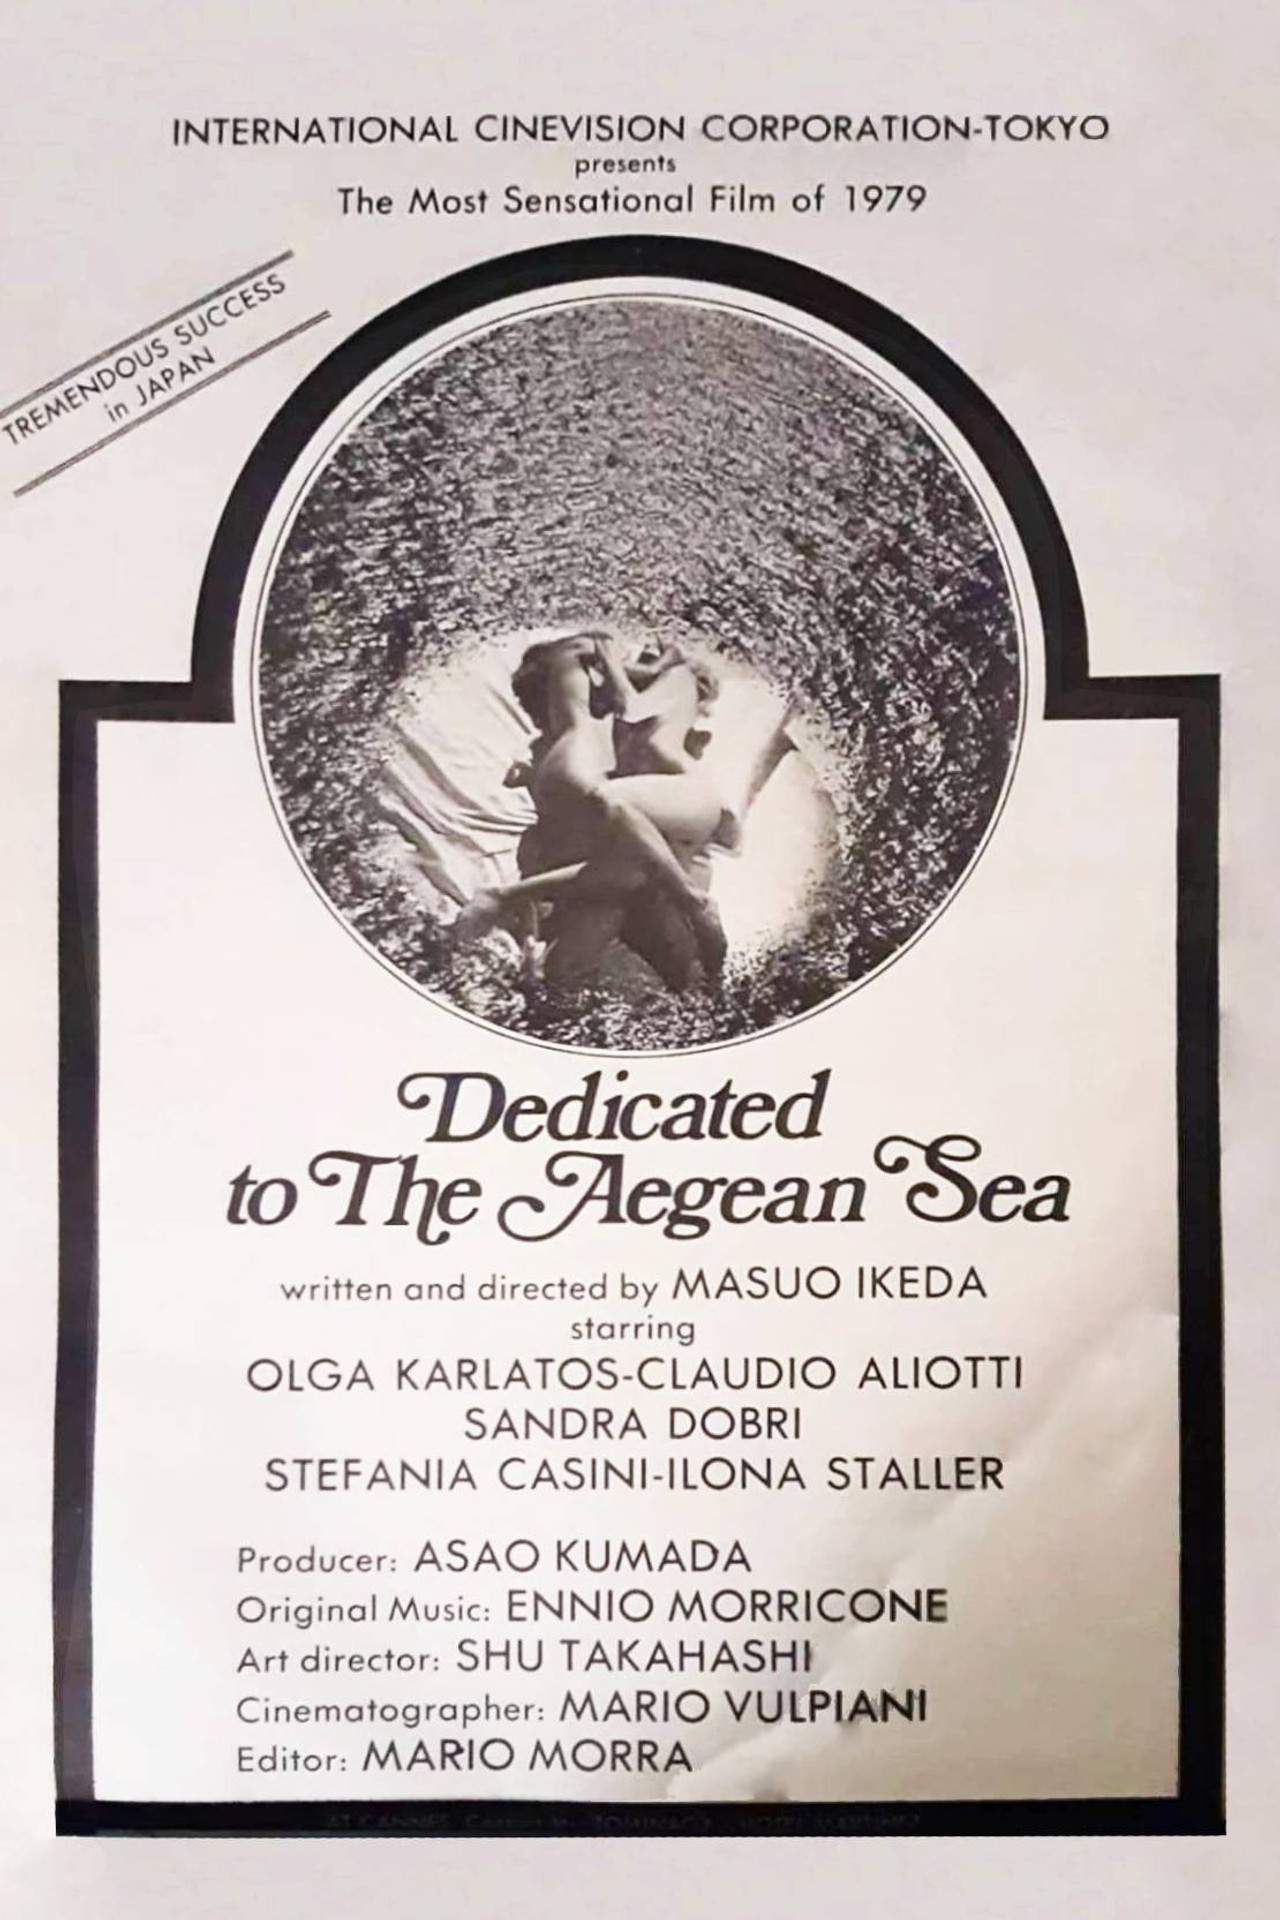 INTERNATIONAL CINEVISION CORPORATION-TOKYO
presents
The Most Sensational Film of 1979
TREMENDOUS SUCCESS
in JAPAN
Dedicated
to The Aegean Sea
written and directed by MASUO IKEDA
starring
OLGA KARLATOS-CLAUDIO ALIOTTI
SANDRA DOBRI
STEFANIA CASINI-ILONA STALLER
Producer: ASAO KUMADA
Original Music: ENNIO MORRICONE
Art director: SHU TAKAHASHI
Cinematographer: MARIO VULPIANI
Editor: MARIO MORRA
AT CANNES